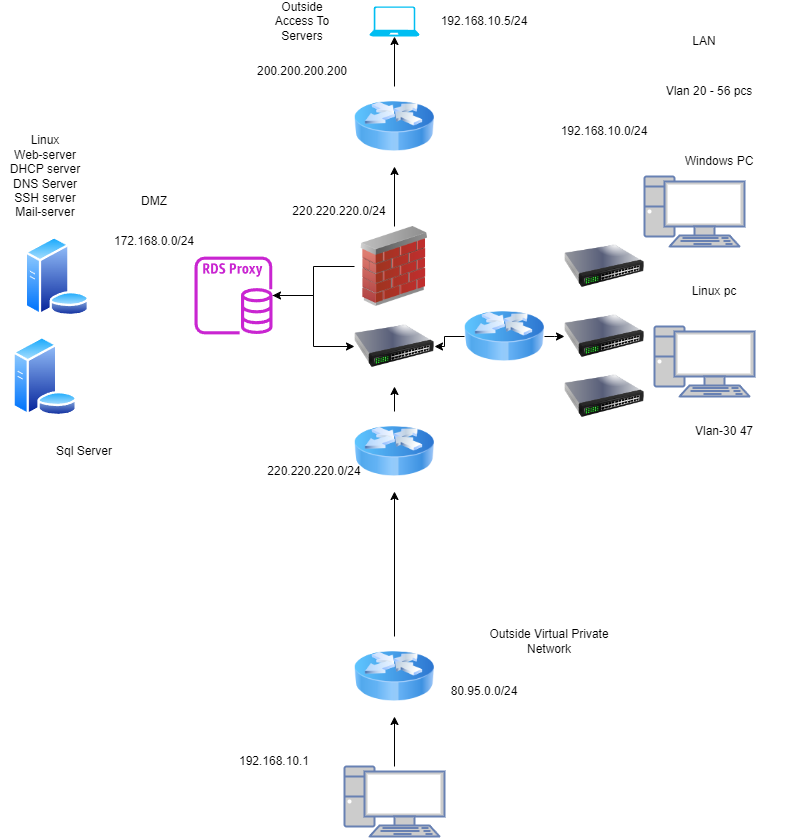 Outside
Access To
Servers
192.168.10.5/24
LAN
200.200.200.200
Vlan 20 - 56 pcs
192.168.10.0/24
Linux
Web-server
DHCP server
DNS Server
SSH server
Mail-server
Windows PC
DMZ
220.220.220.0/24
172.168.0.0/24
RDS Proxy
Linux pc
Vlan-30 47
Sql Server
220.220.220.0/24
Outside Virtual Private
Network
80.95.0.0/24
192.168.10.1